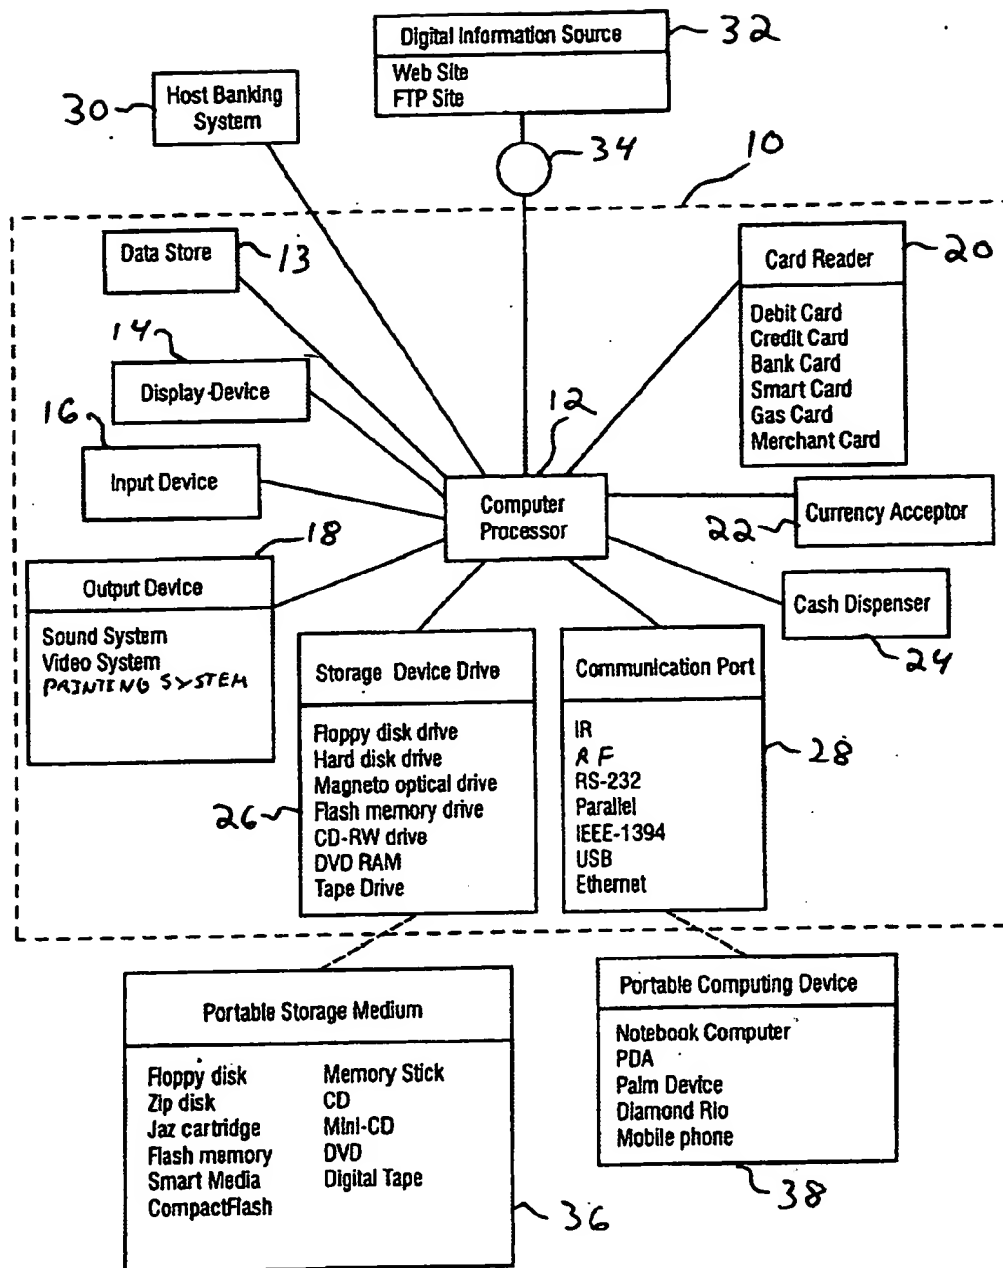 Digital Information Source
32
Web Site
FTP Site
30
Host Banking
System
34
10
Data Store
13
Card Reader
20
Debit Card
Credit Card
Bank Card
Smart Card
Gas Card
Merchant Card
14
Display Device
16
Input Device
12
Computer
Processor
22
Currency Acceptor
18
Output Device
Sound System
Video System
PRINTING SYSTEM
Cash Dispenser
24
Storage Device Drive
Floppy disk drive
Hard disk drive
Magneto optical drive
Flash memory drive
CD-RW drive
DVD RAM
Tape Drive
26
Communication Port
IR
RF
RS-232
Parallel
IEEE-1394
USB
Ethernet
28
Portable Storage Medium
Floppy disk
Zip disk
Jaz cartridge
Flash memory
Smart Media
CompactFlash
Memory Stick
CD
Mini-CD
DVD
Digital Tape
36
Portable Computing Device
Notebook Computer
PDA
Palm Device
Diamond Rio
Mobile phone
38